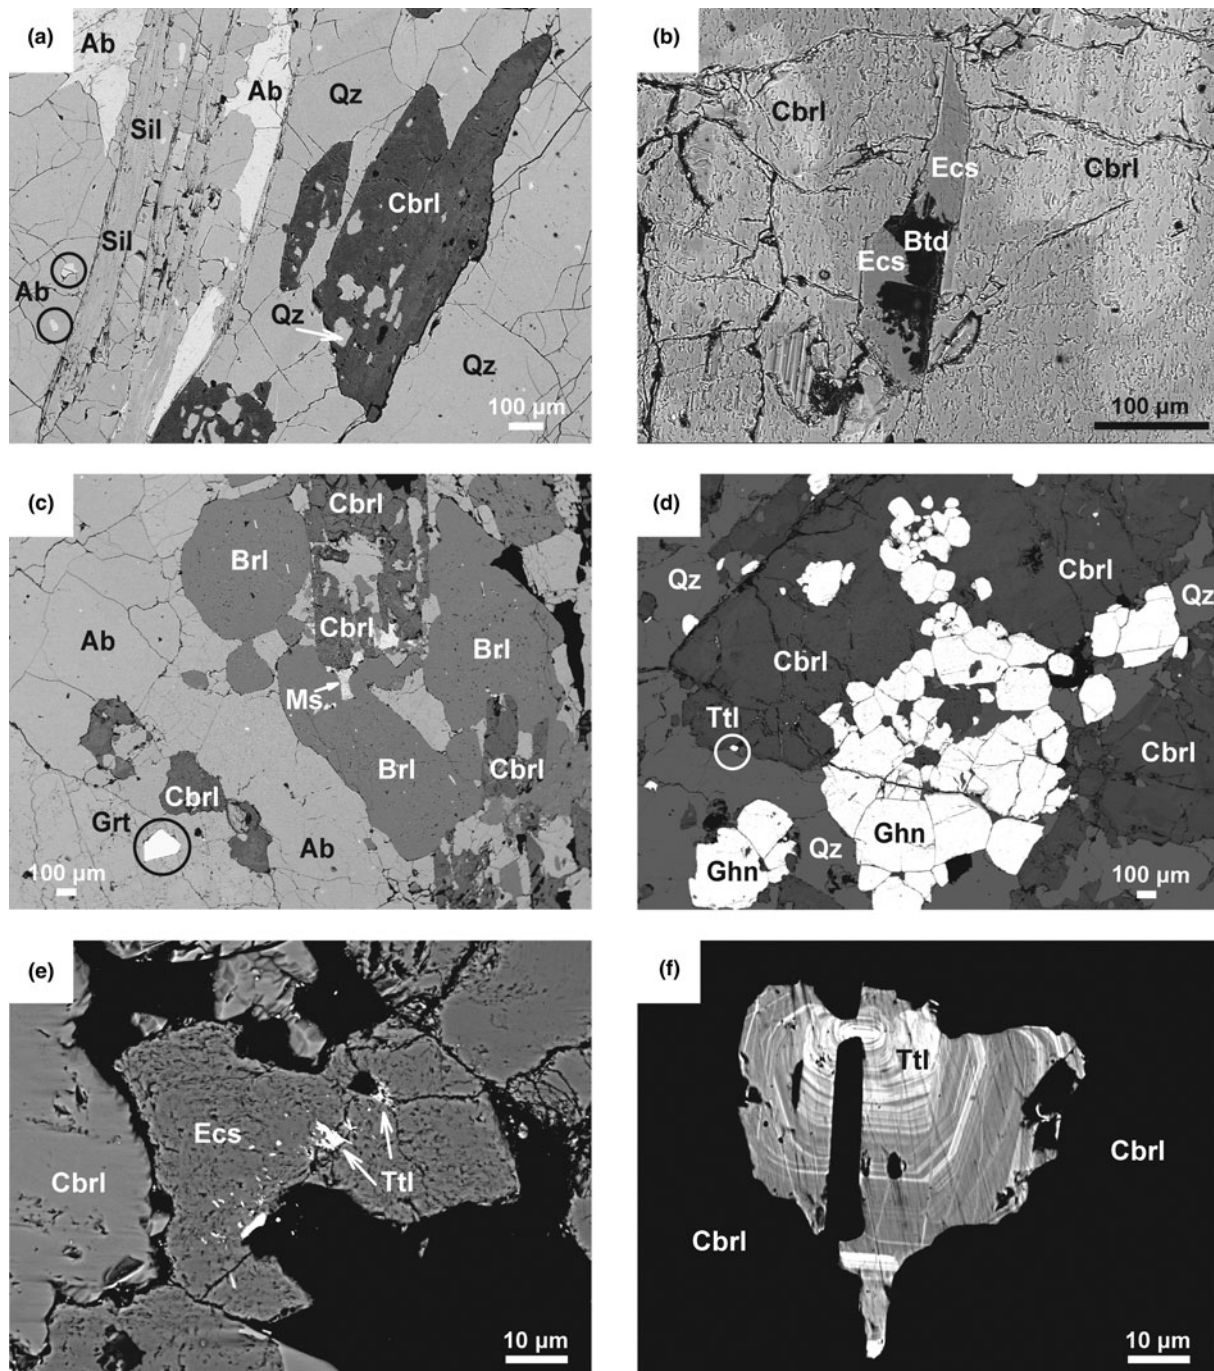 (a)
Ab
Sil
Ab
Qz
Cbrl
Sil
Ab
Qz
Qz
100 µm
(b)
Cbrl
Ecs
Cbrl
Btd
Ecs
100 µm
(c)
Cbrl
Brl
Ab
Cbrl
Brl
Ms
Brl
Cbrl
Cbrl
Grt
Ab
100 µm
(d)
Qz
Cbrl
Qz
Cbrl
Ttl
Cbrl
Ghn
Qz
Ghn
100 µm
(e)
Ecs
Cbrl
Ttl
10 µm
(f)
Ttl
Cbrl
Cbrl
10 µm